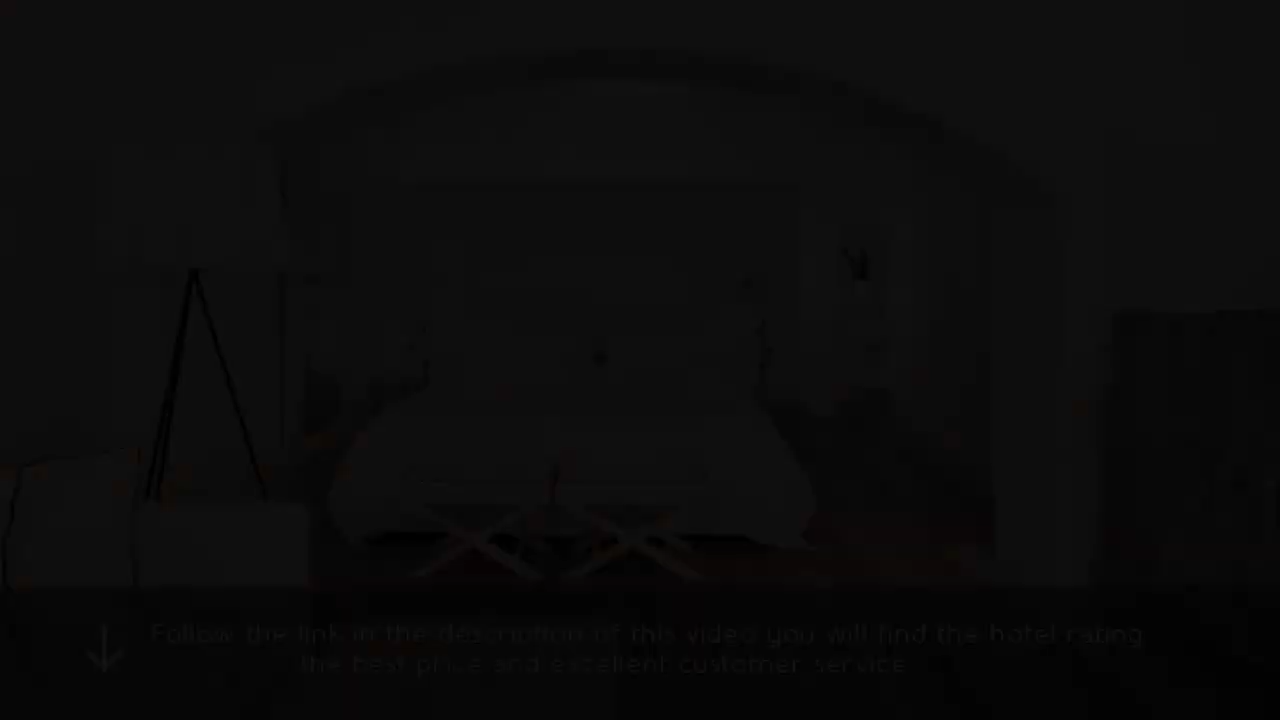 Follow the link in the description of this video you will find the hotel rating
the best price and excellent customer service